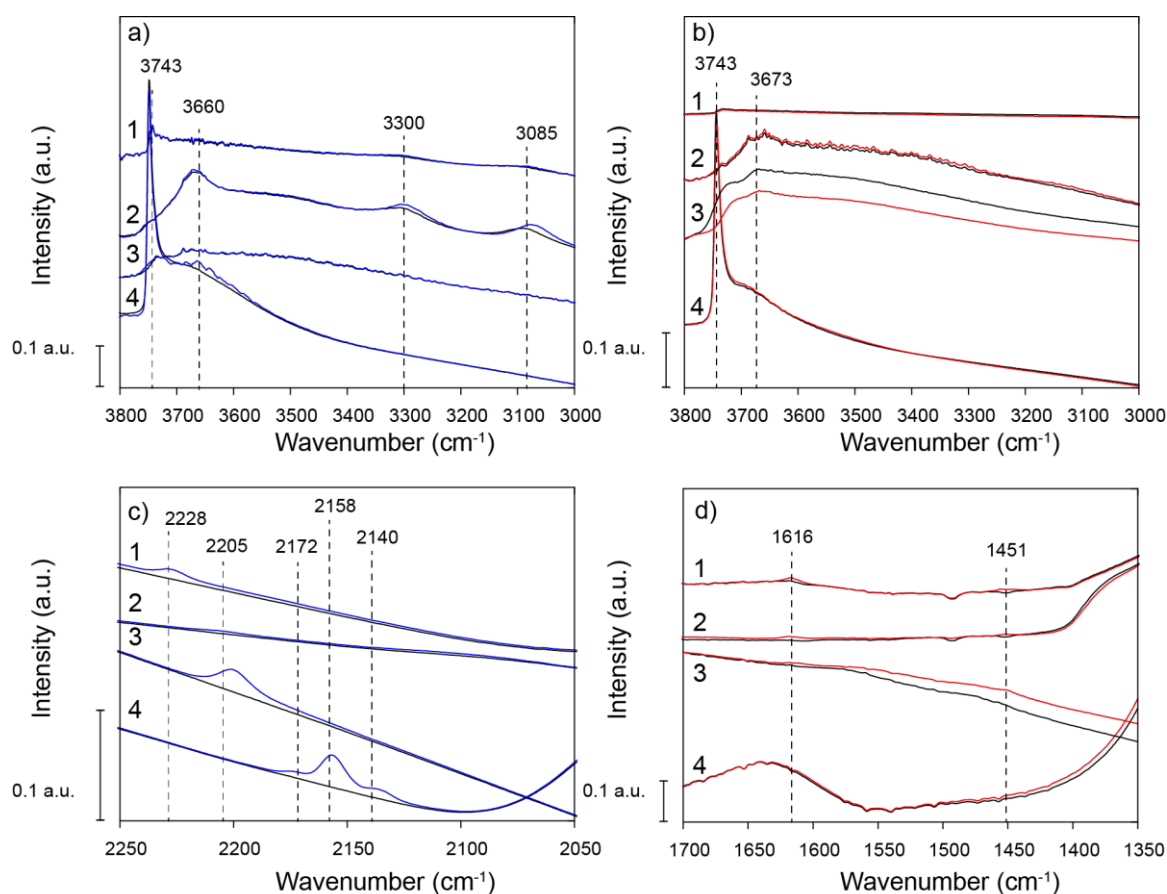 a)
3743
3660
3300
3085
1
2
3
4
Intensity (a.u.)
0.1 a.u.
3800 3700 3600 3500 3400 3300 3200 3100 3000
Wavenumber (cm⁻¹)
b)
3743
3673
1
2
3
4
Intensity (a.u.)
0.1 a.u.
3800 3700 3600 3500 3400 3300 3200 3100 3000
Wavenumber (cm⁻¹)
c)
2228
2205
2172
2158
2140
1
2
3
4
Intensity (a.u.)
0.1 a.u.
2250 2200 2150 2100 2050
Wavenumber (cm⁻¹)
d)
1616
1451
1
2
3
4
Intensity (a.u.)
0.1 a.u.
1700 1650 1600 1550 1500 1450 1400 1350
Wavenumber (cm⁻¹)